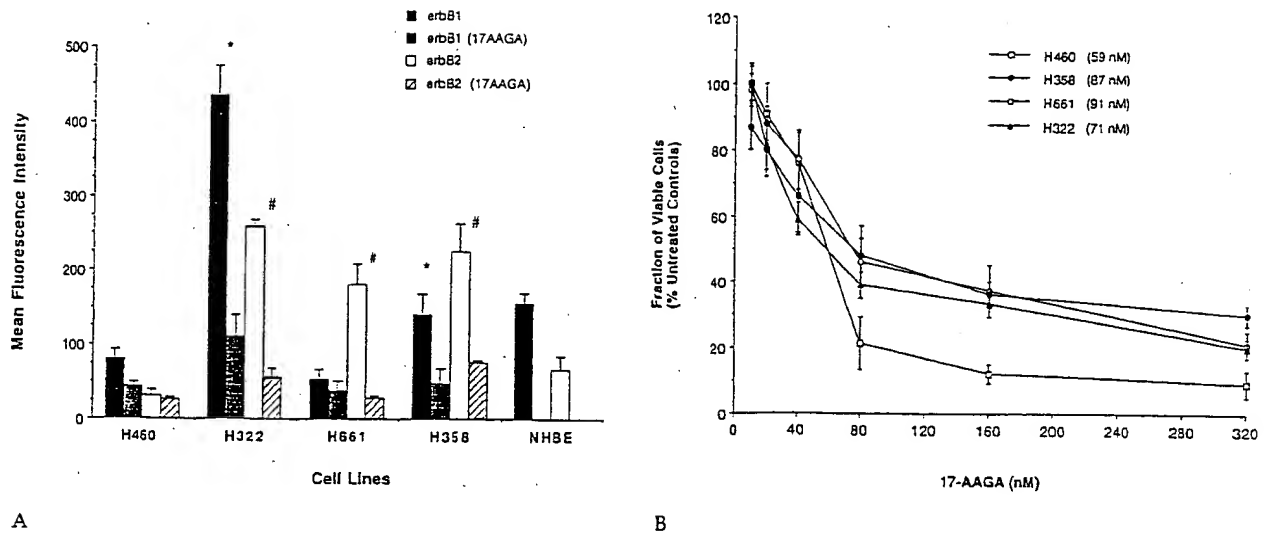 erbB1
erbB1 (17AAGA)
erbB2
erbB2 (17AAGA)
Mean Fluorescence Intensity
500
450
400
300
250
200
100
0
*
#
#
*
#
H460
H322
H661
H358
NHBE
Cell Lines
A
Fraction of Viable Cells
(% Untreated Controls)
120
100
80
60
40
20
0
H460 (59 nM)
H358 (87 nM)
H661 (91 nM)
H322 (71 nM)
0
40
80
120
160
200
240
280
320
17-AAGA (nM)
B